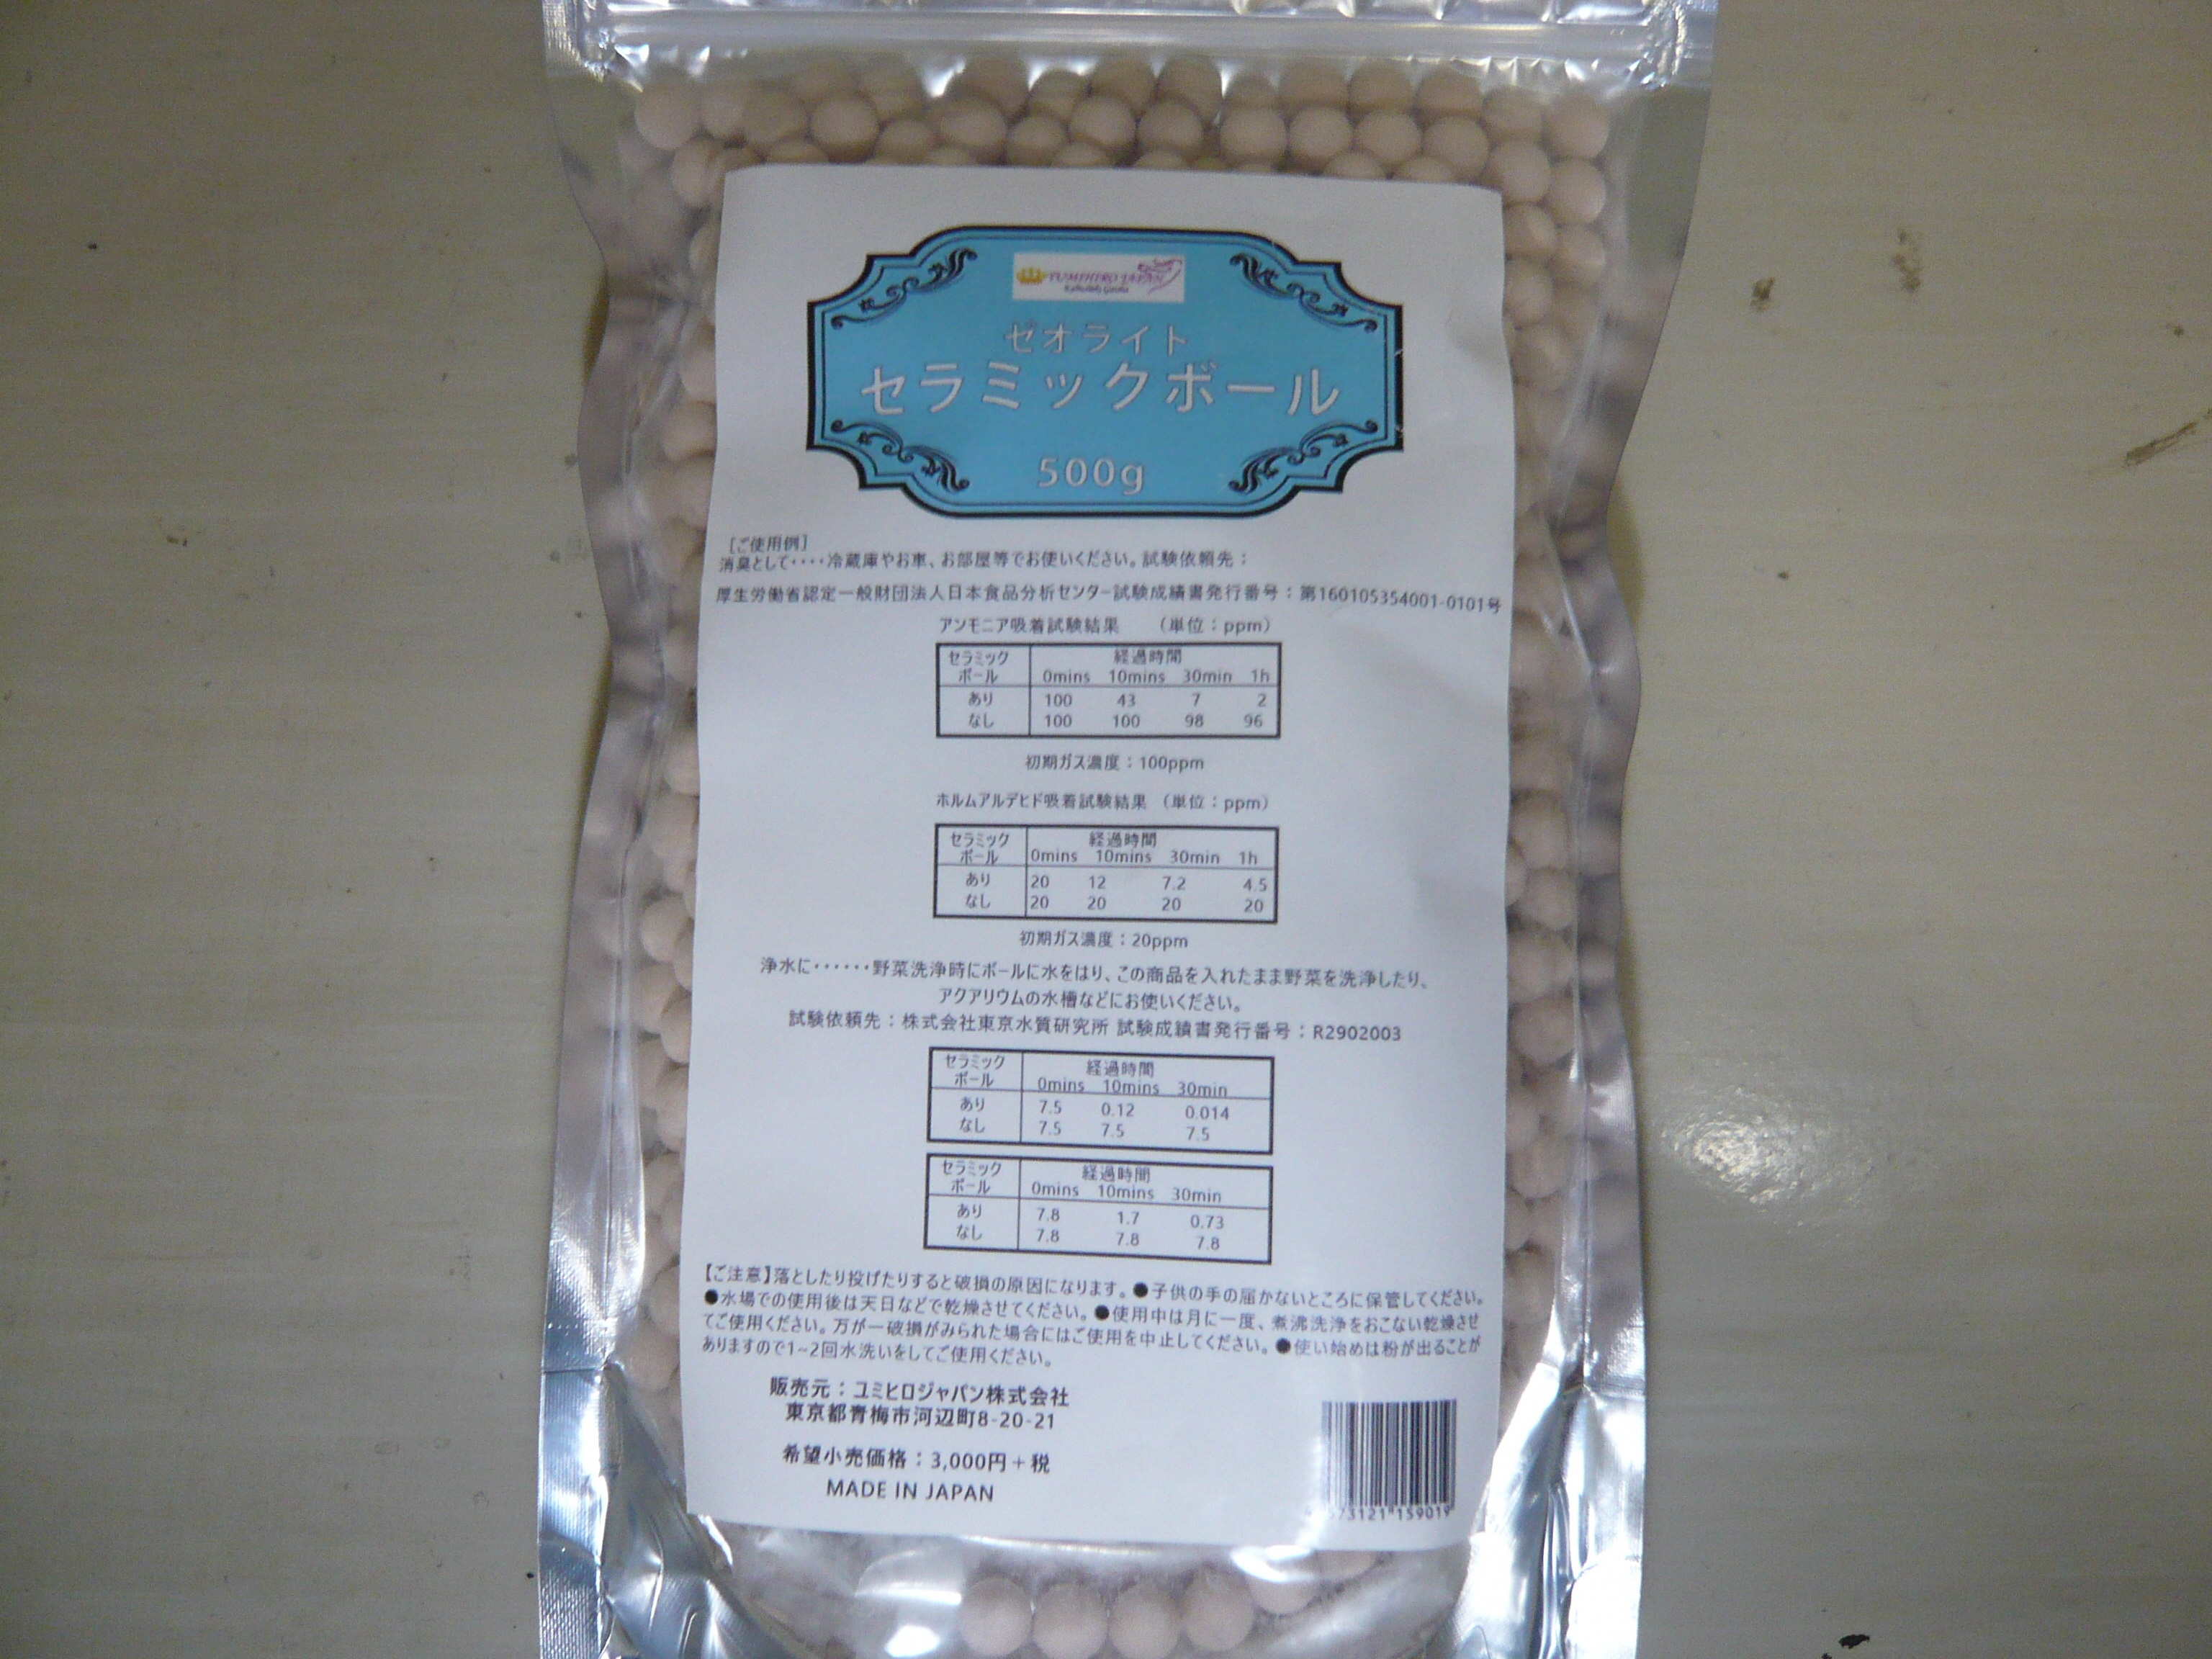 YUMIHIRO JAPAN
ゼオライト
セラミックボール
500g
［ご使用例］
消臭として････冷蔵庫やお車、お部屋等でお使いください。試験依頼先：
厚生労働省認定一般財団法人日本食品分析センター試験成績書発行番号：第160105354001-0101号
アンモニア吸着試験結果 （単位：ppm）
セラミック 経過時間
ボール 0mins 10mins 30min 1h
あり 100 43 7 2
なし 100 100 98 96
初期ガス濃度：100ppm
ホルムアルデヒド吸着試験結果 （単位：ppm）
セラミック 経過時間
ボール 0mins 10mins 30min 1h
あり 20 12 7.2 4.5
なし 20 20 20 20
初期ガス濃度：20ppm
浄水に･･････野菜洗浄時にボールに水をはり、この商品を入れたまま野菜を洗浄したり、
アクアリウムの水槽などにお使いください。
試験依頼先：株式会社東京水質研究所 試験成績書発行番号：R2902003
セラミック 経過時間
ボール 0mins 10mins 30min
あり 7.5 0.12 0.014
なし 7.5 7.5 7.5
セラミック 経過時間
ボール 0mins 10mins 30min
あり 7.8 1.7 0.73
なし 7.8 7.8 7.8
【ご注意】落としたり投げたりすると破損の原因になります。●子供の手の届かないところに保管してください。
●水場での使用後は天日などで乾燥させてください。●使用中は月に一度、煮沸洗浄をおこない乾燥させ
てご使用ください。万が一破損がみられた場合にはご使用を中止してください。●使い始めは粉が出ることが
ありますので1~2回水洗いをしてご使用ください。
販売元：ユミヒロジャパン株式会社
東京都青梅市河辺町8-20-21
希望小売価格：3,000円＋税
MADE IN JAPAN
73121 159019